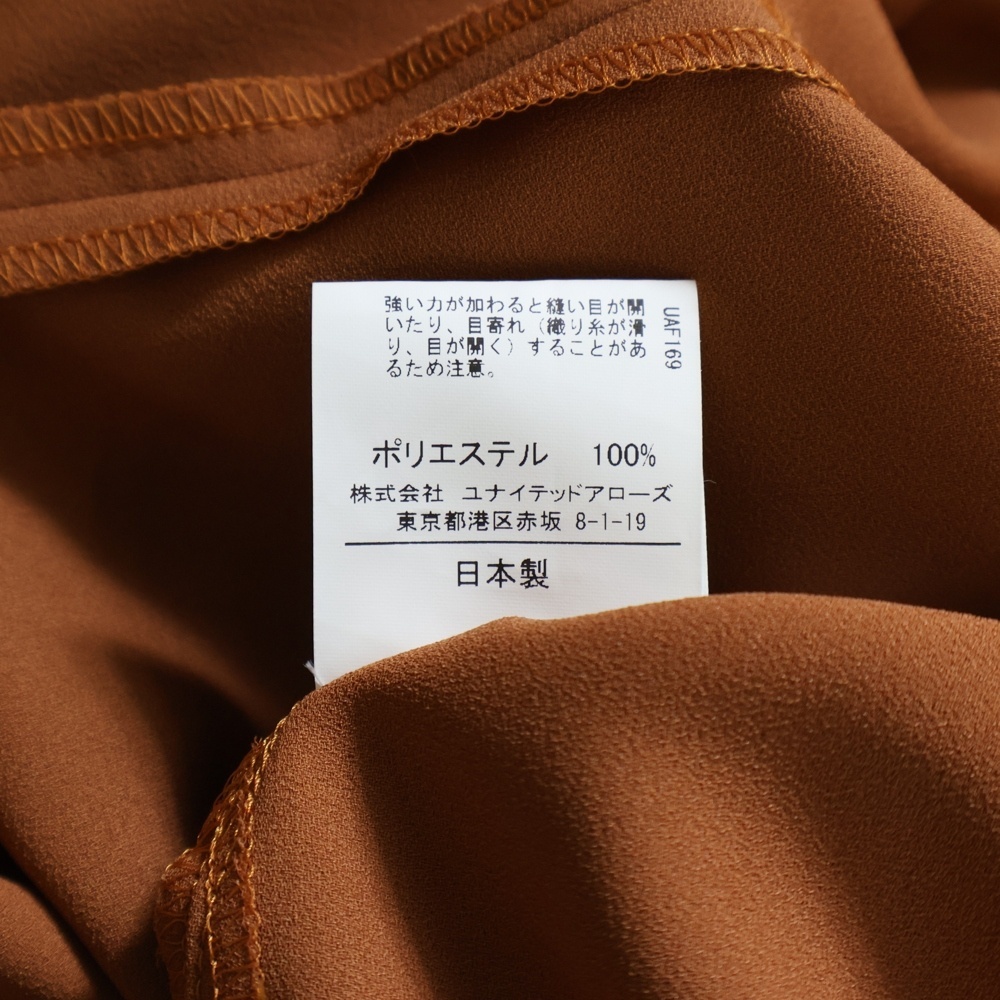 強い力が加わると縫い目が開
いたり、目寄れ（織り糸が滑
り、目が開く）することがあ
るため注意。
UAF169
ポリエステル 100%
株式会社 ユナイテッドアローズ
東京都港区赤坂 8-1-19
日本製